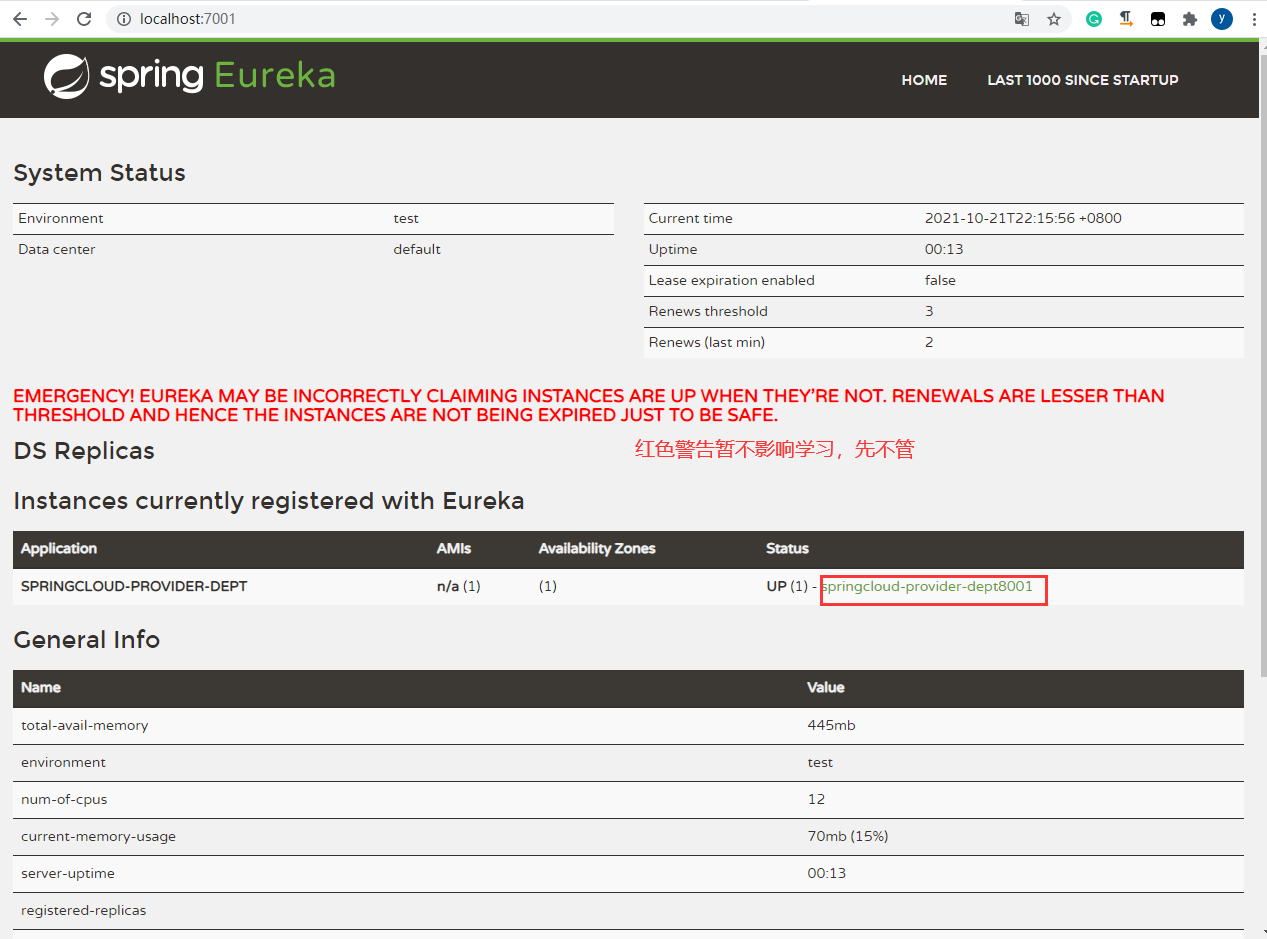 localhost:7001
y
spring Eureka
HOME LAST 1000 SINCE STARTUP
System Status
Environment test
Data center default
Current time 2021-10-21T22:15:56 +0800
Uptime 00:13
Lease expiration enabled false
Renews threshold 3
Renews (last min) 2
EMERGENCY! EUREKA MAY BE INCORRECTLY CLAIMING INSTANCES ARE UP WHEN THEY'RE NOT. RENEWALS ARE LESSER THAN
THRESHOLD AND HENCE THE INSTANCES ARE NOT BEING EXPIRED JUST TO BE SAFE.
DS Replicas
红色警告暂不影响学习，先不管
Instances currently registered with Eureka
Application AMIs Availability Zones Status
SPRINGCLOUD-PROVIDER-DEPT n/a (1) (1) UP (1) - springcloud-provider-dept8001
General Info
Name Value
total-avail-memory 445mb
environment test
num-of-cpus 12
current-memory-usage 70mb (15%)
server-uptime 00:13
registered-replicas